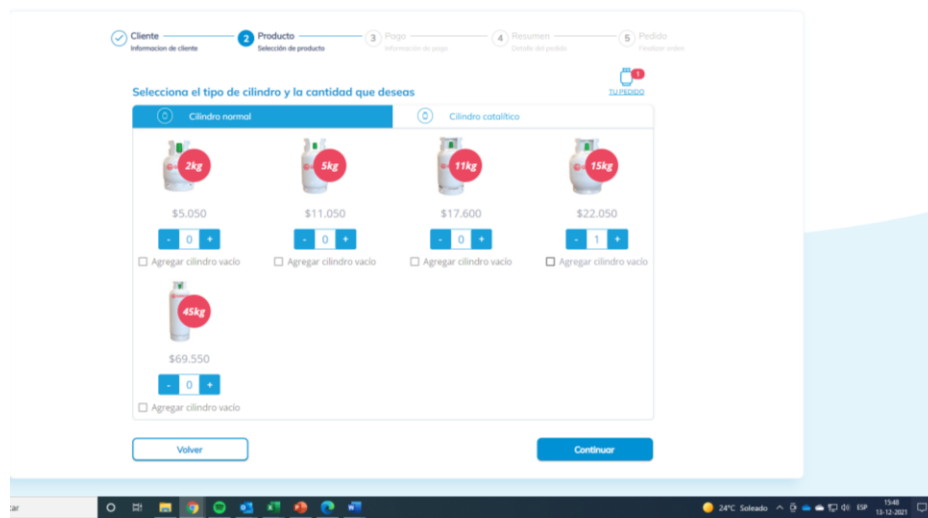 Cliente
Informacion de cliente
2 Producto
Selección de producto
3 Pago
Información de pago
4 Resumen
Detalle del pedido
5 Pedido
Finalizar orden
1
TU PEDIDO
Selecciona el tipo de cilindro y la cantidad que deseas
Cilindro normal Cilindro catalítico
2kg 5kg 11kg 15kg
$5.050 $11.050 $17.600 $22.050
- 0 + - 0 + - 0 + - 1 +
Agregar cilindro vacío Agregar cilindro vacío Agregar cilindro vacío Agregar cilindro vacío
45kg
$69.550
- 0 +
Agregar cilindro vacío
Volver Continuar
car 24°C Soleado ESP 15:48
13-12-2021